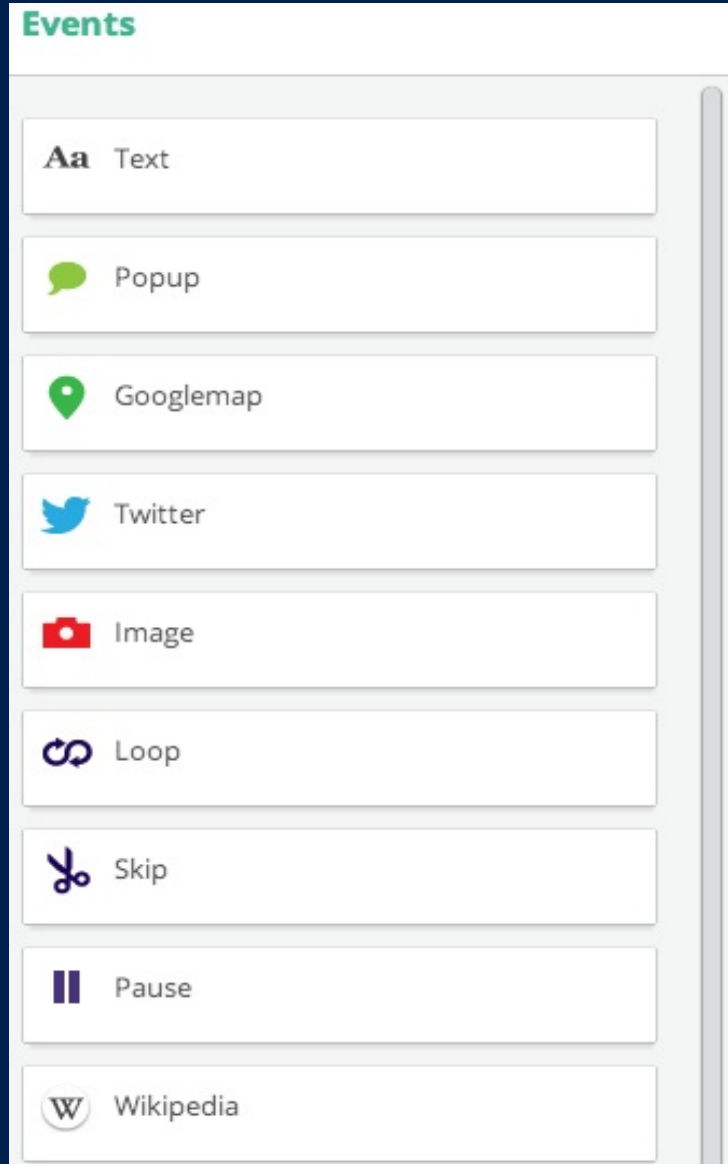 Events
Aa Text
Popup
Googlemap
Twitter
Image
Loop
Skip
Pause
W Wikipedia